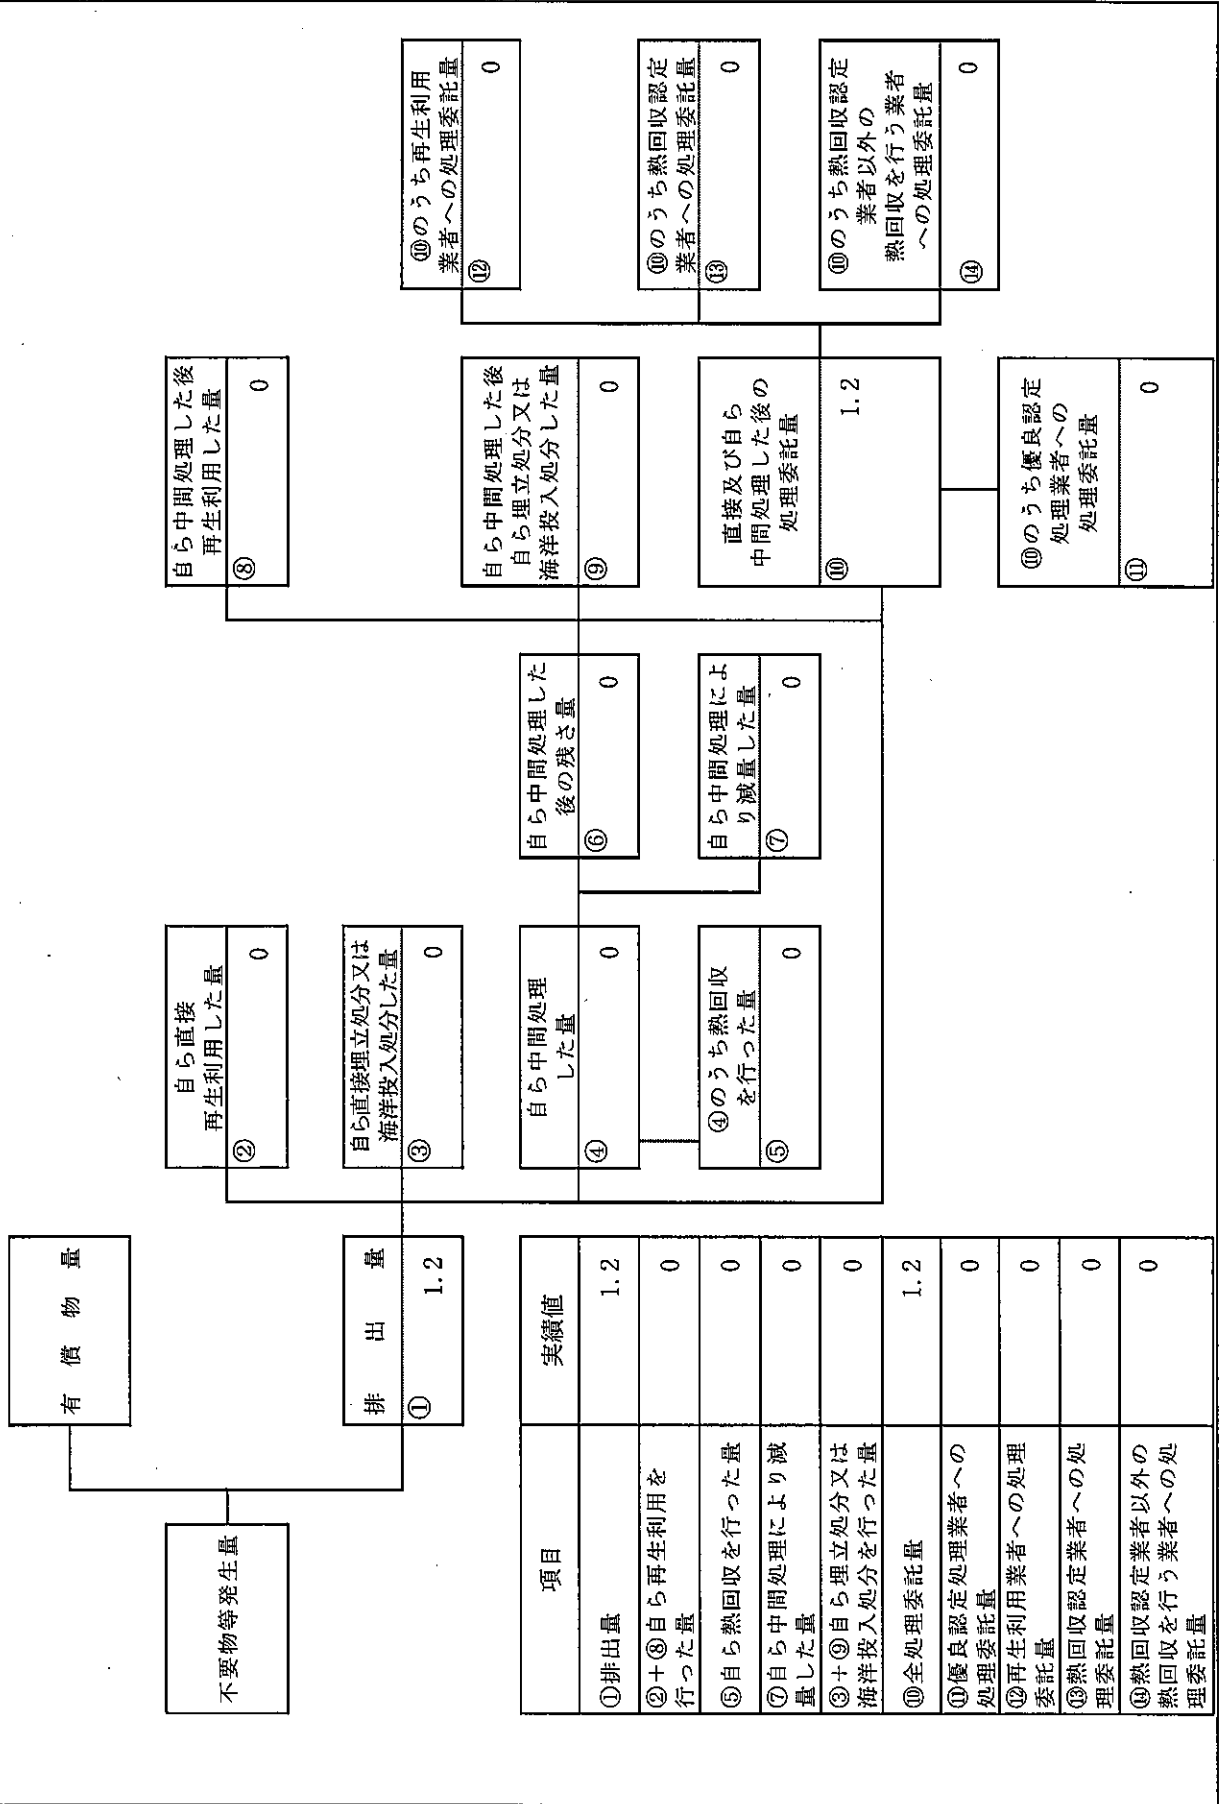 有償物量
不要物等発生量
排出量
① 1.2
自ら直接
再生利用した量
② 0
自ら直接埋立処分又は
海洋投入処分した量
③ 0
自ら中間処理
した量
④ 0
④のうち熱回収
を行った量
⑤ 0
自ら中間処理した
後の残さ量
⑥ 0
自ら中間処理によ
り減量した量
⑦ 0
自ら中間処理した後
再生利用した量
⑧ 0
自ら中間処理した後
自ら埋立処分又は
海洋投入処分した量
⑨ 0
直接及び自ら
中間処理した後の
処理委託量
⑩ 1.2
⑩のうち優良認定
処理業者への
処理委託量
⑪ 0
⑩のうち再生利用
業者への処理委託量
⑫ 0
⑩のうち熱回収認定
業者への処理委託量
⑬ 0
⑩のうち熱回収認定
業者以外の
熱回収を行う業者
への処理委託量
⑭ 0
項目 実績値
①排出量 1.2
②+⑧自ら再生利用を
行った量 0
⑤自ら熱回収を行った量 0
⑦自ら中間処理により減
量した量 0
③+⑨自ら埋立処分又は
海洋投入処分を行った量 0
⑩全処理委託量 1.2
⑪優良認定処理業者への
処理委託量 0
⑫再生利用業者への処理
委託量 0
⑬熱回収認定業者への処
理委託量 0
⑭熱回収認定業者以外の
熱回収を行う業者への処
理委託量 0